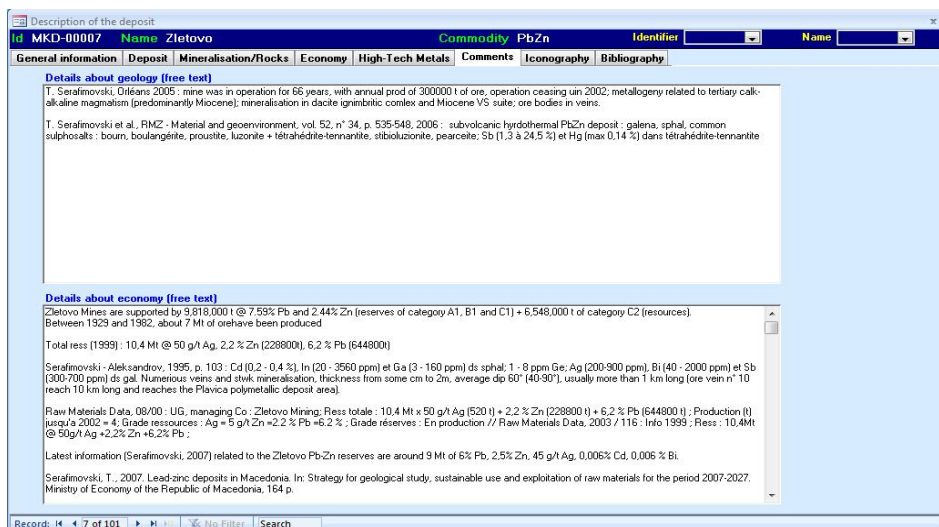 Description of the deposit
x
Id MKD-00007 Name Zletovo Commodity PbZn Identifier Name
General information Deposit Mineralisation/Rocks Economy High-Tech Metals Comments Iconography Bibliography
Details about geology (free text)
T. Serafimovski, Orléans 2005 : mine was in operation for 66 years, with annual prod of 300000 t of ore, operation ceasing uin 2002; metallogeny related to tertiary calk-
alkaline magmatism (predominantly Miocene); mineralisation in dacite ignimbritic comlex and Miocene VS suite; ore bodies in veins.
T. Serafimovski et al., RMZ - Material and geoenvironment, vol. 52, n° 34, p. 535-548, 2006 : subvolcanic hyrdothermal PbZn deposit : galena, sphal, common
sulphosalts : bourn, boulangérite, proustite, luzonite + tétrahédrite-tennantite, stibioluzionite, pearceite; Sb (1,3 à 24,5 %) et Hg (max 0,14 %) dans tétrahédrite-tennantite
Details about economy (free text)
Zletovo Mines are supported by 9,818,000 t @ 7.59% Pb and 2.44% Zn (reserves of category A1, B1 and C1) + 6,548,000 t of category C2 (resources).
Between 1929 and 1982, about 7 Mt of orehave been produced
Total ress (1999) : 10,4 Mt @ 50 g/t Ag, 2,2 % Zn (228800t), 6,2 % Pb (644800t)
Serafimovski - Aleksandrov, 1995, p. 103 : Cd (0,2 - 0,4 %), In (20 - 3560 ppm) et Ga (3 - 160 ppm) ds sphal; 1 - 8 ppm Ge; Ag (200-900 ppm), Bi (40 - 2000 ppm) et Sb
(300-700 ppm) ds gal. Numerious veins and stwk mineralisation, thickness from some cm to 2m, average dip 60° (40-90°), usually more than 1 km long (ore vein n° 10
reach 10 km long and reaches the Plavica polymetallic deposit area).
Raw Materials Data, 08/00 : UG, managing Co : Zletovo Mining; Ress totale : 10,4 Mt x 50 g/t Ag (520 t) + 2,2 % Zn (228800 t) + 6,2 % Pb (644800 t) ; Production (t)
jusqu'a 2002 = 4; Grade ressources : Ag = 5 g/t Zn =2.2 % Pb =6.2 % ; Grade réserves : En production // Raw Materials Data, 2003 / 116 : Info 1999 ; Ress : 10,4Mt
@ 50g/t Ag +2,2% Zn +6,2% Pb ;
Latest information (Serafimovski, 2007) related to the Zletovo Pb-Zn reserves are around 9 Mt of 6% Pb, 2,5% Zn, 45 g/t Ag, 0,006% Cd, 0,006 % Bi.
Serafimovski, T., 2007. Lead-zinc deposits in Macedonia. In: Strategy for geological study, sustainable use and exploitation of raw materials for the period 2007-2027.
Ministry of Economy of the Republic of Macedonia, 164 p.
Record: 7 of 101 No Filter Search